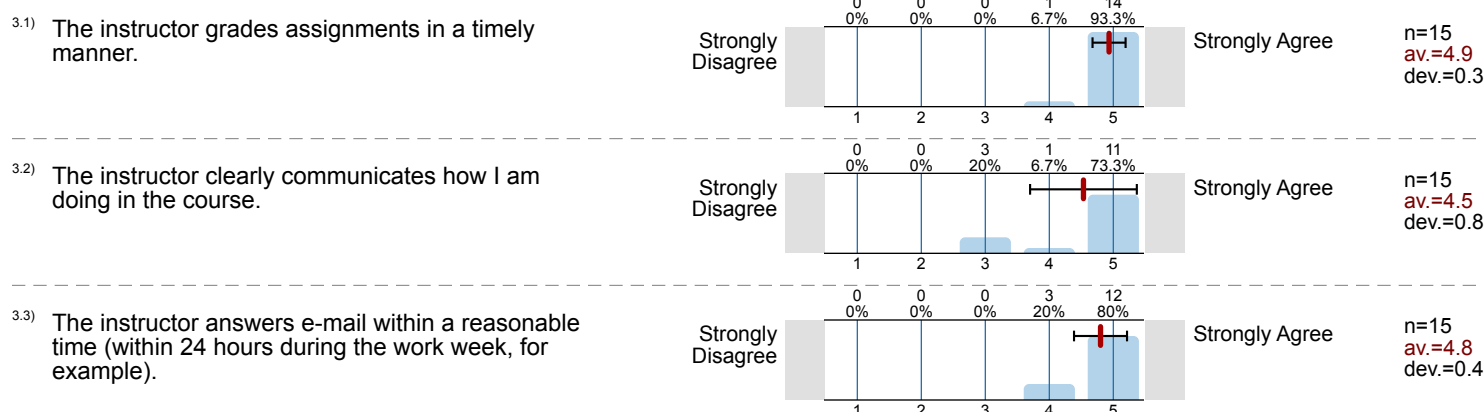 0 0 0 1 14
0% 0% 0% 6.7% 93.3%
3.1) The instructor grades assignments in a timely
manner.
Strongly
Disagree
Strongly Agree
n=15
av.=4.9
dev.=0.3
1 2 3 4 5
0 0 3 1 11
0% 0% 20% 6.7% 73.3%
3.2) The instructor clearly communicates how I am
doing in the course.
Strongly
Disagree
Strongly Agree
n=15
av.=4.5
dev.=0.8
1 2 3 4 5
0 0 0 3 12
0% 0% 0% 20% 80%
3.3) The instructor answers e-mail within a reasonable
time (within 24 hours during the work week, for
example).
Strongly
Disagree
Strongly Agree
n=15
av.=4.8
dev.=0.4
1 2 3 4 5